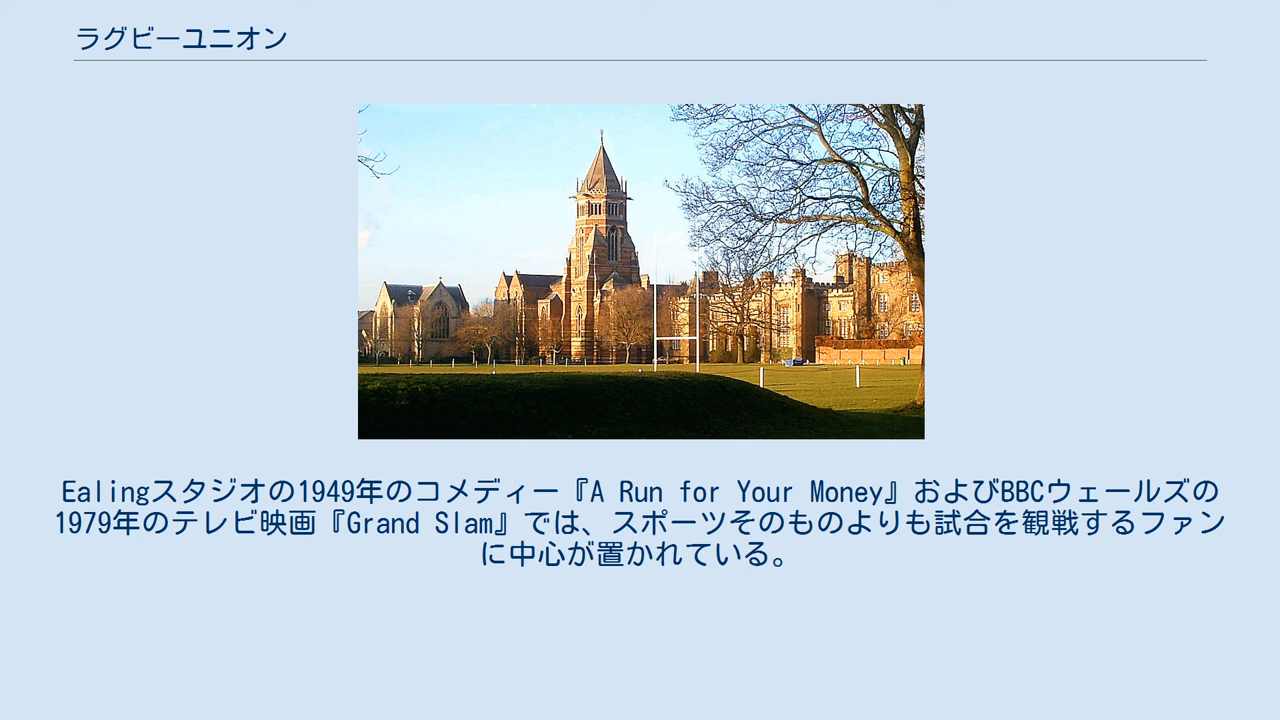 ラグビーユニオン
Ealingスタジオの1949年のコメディー『A Run for Your Money』およびBBCウェールズの
1979年のテレビ映画『Grand Slam』では、スポーツそのものよりも試合を観戦するファン
に中心が置かれている。